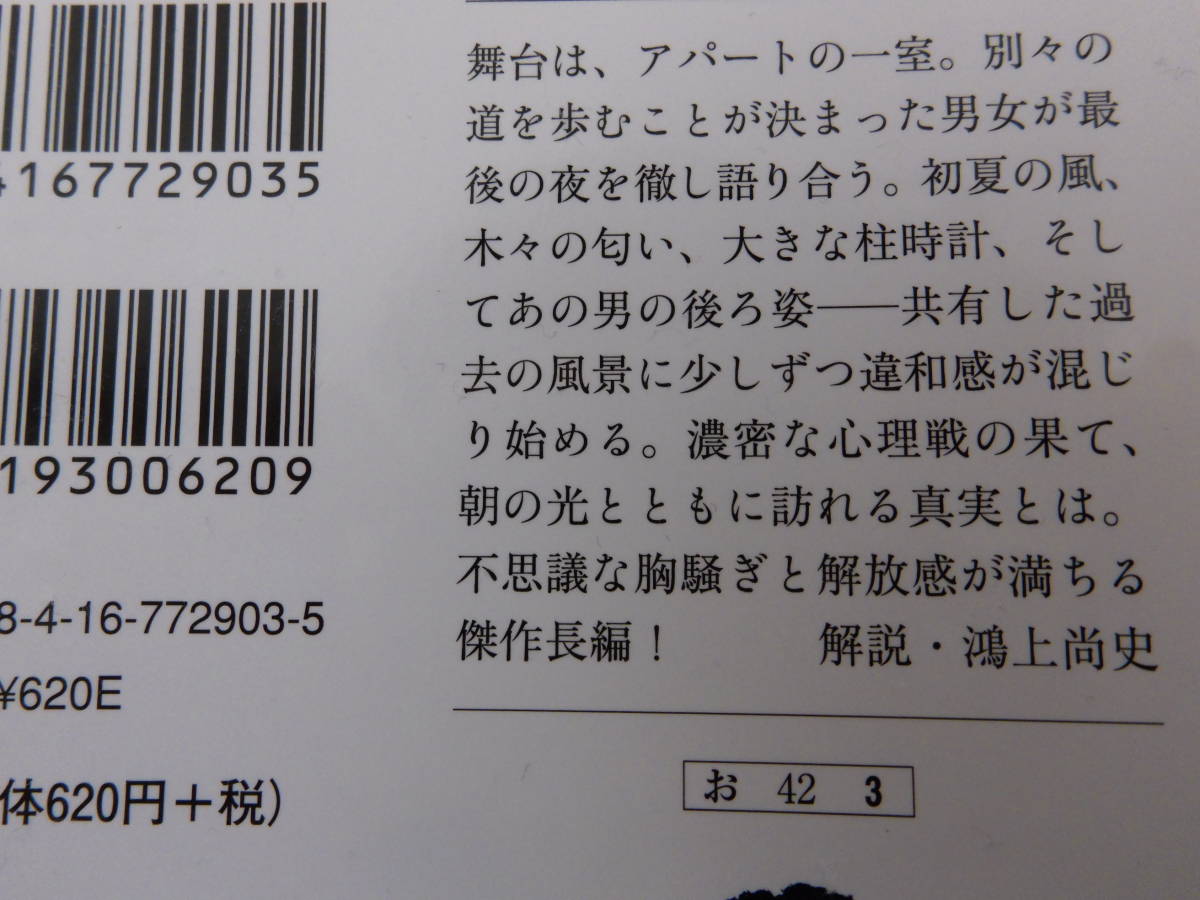 4167729035
193006209
8-4-16-772903-5
¥620E
体620円＋税）
舞台は、アパートの一室。別々の
道を歩むことが決まった男女が最
後の夜を徹し語り合う。初夏の風、
木々の匂い、大きな柱時計、そし
てあの男の後ろ姿——共有した過
去の風景に少しずつ違和感が混じ
り始める。濃密な心理戦の果て、
朝の光とともに訪れる真実とは。
不思議な胸騒ぎと解放感が満ちる
傑作長編！　解説・鴻上尚史
お 42 3